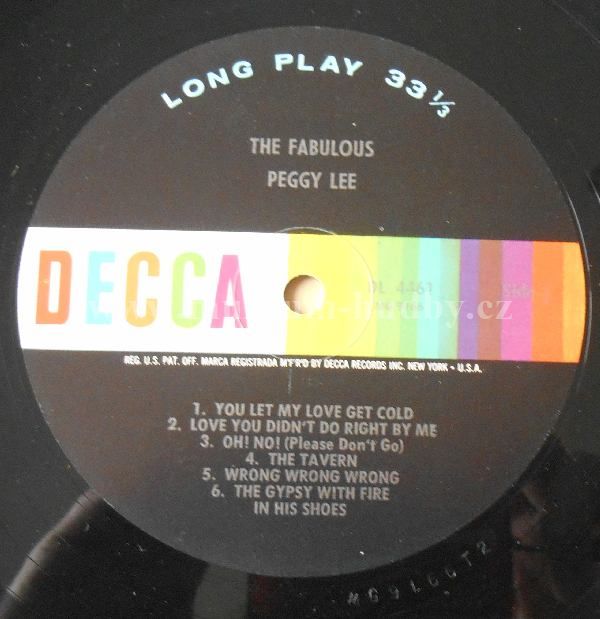 LONG PLAY 33⅓
THE FABULOUS
PEGGY LEE
DECCA
DL 4461
REG. U.S. PAT. OFF. MARCA REGISTRADA M'F'R'D BY DECCA RECORDS INC. NEW YORK - U.S.A.
1. YOU LET MY LOVE GET COLD
2. LOVE YOU DIDN'T DO RIGHT BY ME
3. OH! NO! (Please Don't Go)
4. THE TAVERN
5. WRONG WRONG WRONG
6. THE GYPSY WITH FIRE
IN HIS SHOES